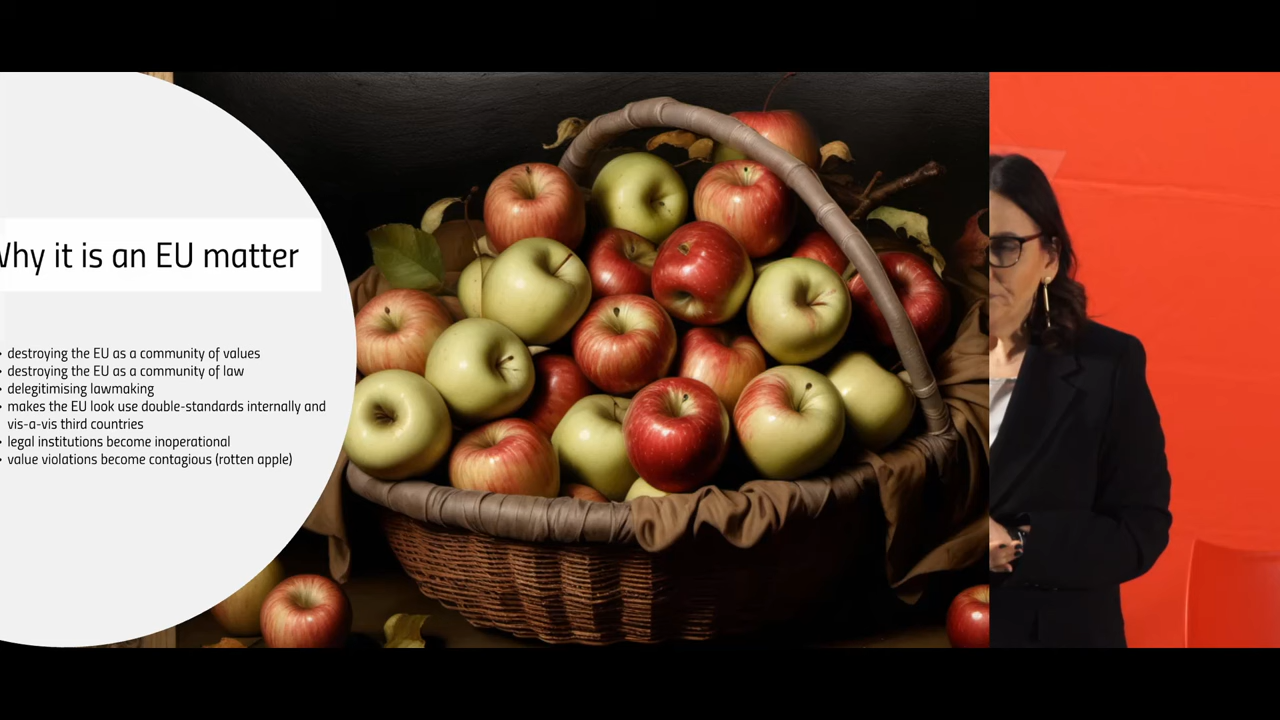 Why it is an EU matter
• destroying the EU as a community of values
• destroying the EU as a community of law
• delegitimising lawmaking
• makes the EU look use double-standards internally and
vis-a-vis third countries
• legal institutions become inoperational
• value violations become contagious (rotten apple)